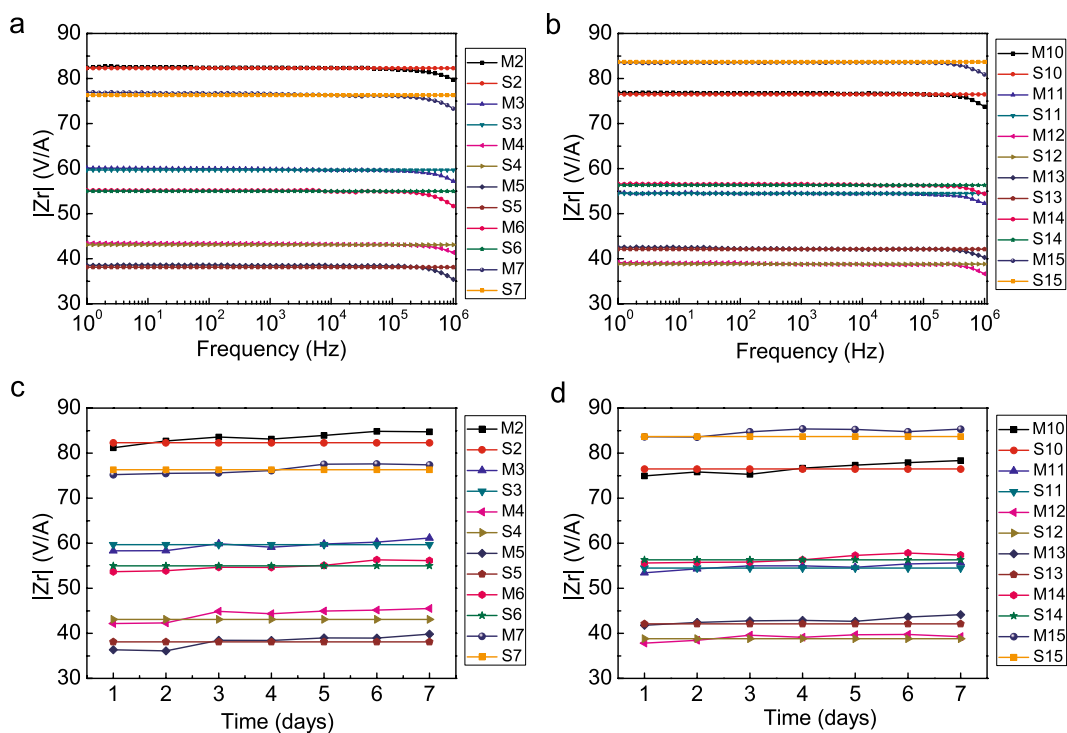 a
90
80
70
60
50
40
30
|Zr| (V/A)
10^0 10^1 10^2 10^3 10^4 10^5 10^6
Frequency (Hz)
M2
S2
M3
S3
M4
S4
M5
S5
M6
S6
M7
S7
b
90
80
70
60
50
40
30
|Zr| (V/A)
10^0 10^1 10^2 10^3 10^4 10^5 10^6
Frequency (Hz)
M10
S10
M11
S11
M12
S12
M13
S13
M14
S14
M15
S15
c
90
80
70
60
50
40
30
|Zr| (V/A)
1 2 3 4 5 6 7
Time (days)
M2
S2
M3
S3
M4
S4
M5
S5
M6
S6
M7
S7
d
90
80
70
60
50
40
30
|Zr| (V/A)
1 2 3 4 5 6 7
Time (days)
M10
S10
M11
S11
M12
S12
M13
S13
M14
S14
M15
S15